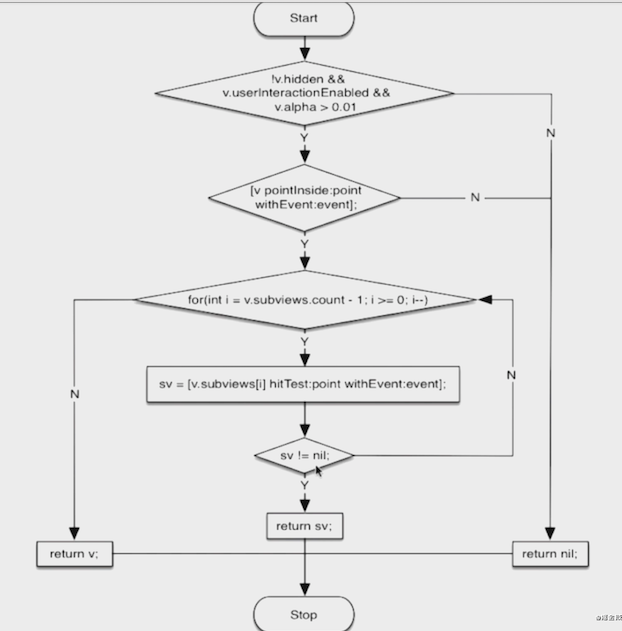 Start
!v.hidden &&
v.userInteractionEnabled &&
v.alpha > 0.01
N
Y
[v pointInside:point
withEvent:event];
N
Y
for(int i = v.subviews.count - 1; i >= 0; i--)
Y
N
N
sv = [v.subviews[i] hitTest:point withEvent:event];
sv != nil;
Y
return sv;
return v;
return nil;
Stop